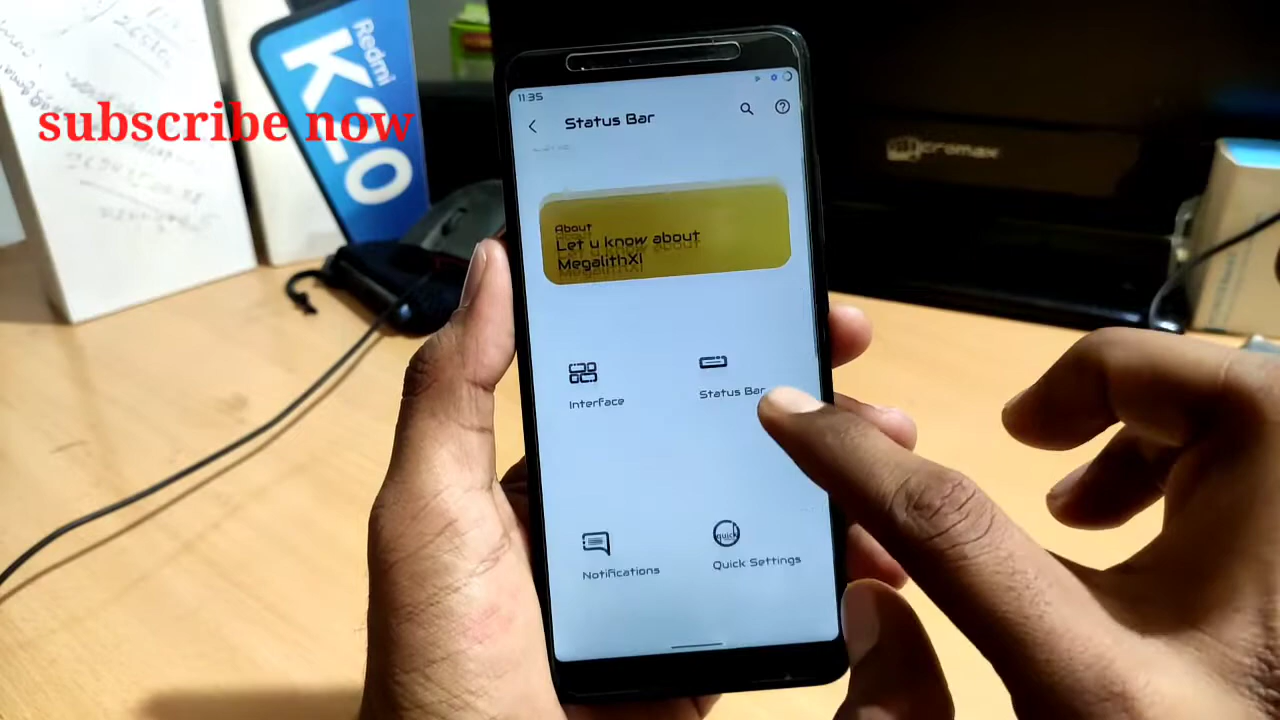 subscribe now
Redmi
K20
11:35
Status Bar
About
Let u know about
MegalithXI
Interface
Status Bar
Notifications
quick
Quick Settings